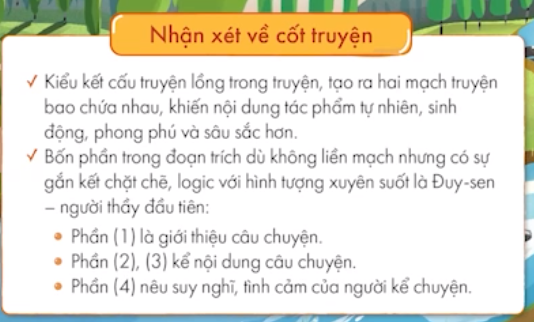 Nhận xét về cốt truyện
✓ Kiểu kết cấu truyện lồng trong truyện, tạo ra hai mạch truyện
bao chứa nhau, khiến nội dung tác phẩm tự nhiên, sinh
động, phong phú và sâu sắc hơn.
✓ Bốn phần trong đoạn trích dù không liền mạch nhưng có sự
gắn kết chặt chẽ, logic với hình tượng xuyên suốt là Đuy-sen
– người thầy đầu tiên:
• Phần (1) là giới thiệu câu chuyện.
• Phần (2), (3) kể nội dung câu chuyện.
• Phần (4) nêu suy nghĩ, tình cảm của người kể chuyện.